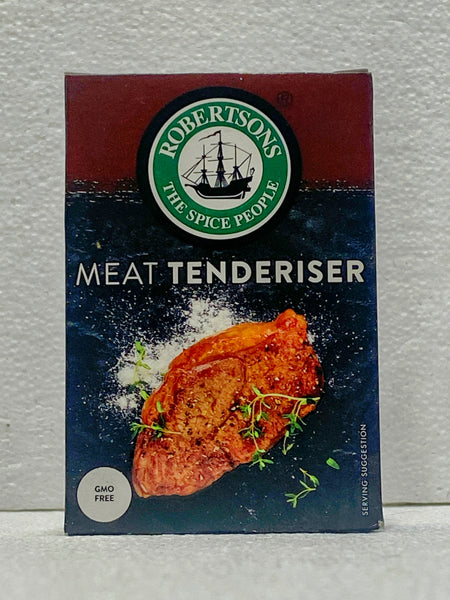 ®
ROBERTSONS
THE SPICE PEOPLE
MEAT TENDERISER
GMO
FREE
SERVING SUGGESTION